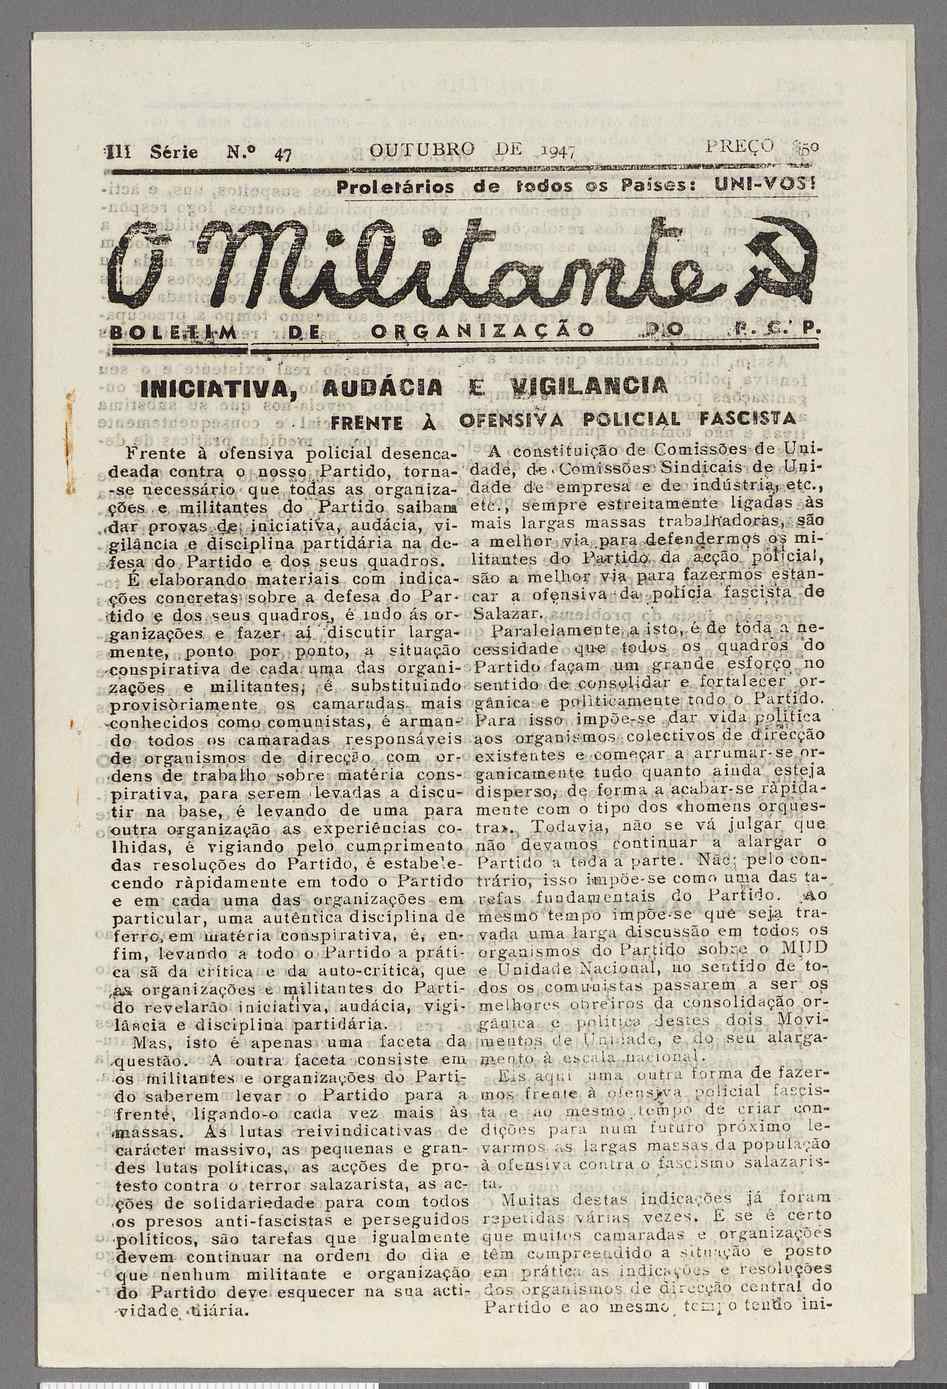 III Série N.º 47 OUTUBRO DE 1947 PREÇO $50
Proletários de todos os Países: UNI-VOS!
O Militante
BOLETIM DE ORGANIZAÇÃO DO P. C. P.
INICIATIVA, AUDÁCIA E VIGILANCIA
FRENTE À OFENSIVA POLICIAL FASCISTA
Frente à ofensiva policial desenca-
deada contra o nosso Partido, torna-
-se necessário que todas as organiza-
ções e militantes do Partido saibam
dar provas de iniciativa, audácia, vi-
gilância e disciplina partidária na de-
fesa do Partido e dos seus quadros.
É elaborando materiais com indica-
ções concretas sobre a defesa do Par-
tido e dos seus quadros, é indo ás or-
ganizações e fazer aí discutir larga-
mente, ponto por ponto, a situação
conspirativa de cada uma das organi-
zações e militantes, é substituindo
provisòriamente os camaradas mais
conhecidos como comunistas, é arman-
do todos os camaradas responsáveis
de organismos de direcção com or-
dens de trabalho sobre matéria cons-
pirativa, para serem levadas a discu-
tir na base, é levando de uma para
outra organização as experiências co-
lhidas, é vigiando pelo cumprimento
das resoluções do Partido, é estabele-
cendo ràpidamente em todo o Partido
e em cada uma das organizações em
particular, uma autêntica disciplina de
ferro, em matéria conspirativa, é, en-
fim, levando a todo o Partido a práti-
ca sã da crítica e da auto-crítica, que
as organizações e militantes do Parti-
do revelarão iniciativa, audácia, vigi-
lância e disciplina partidária.
Mas, isto é apenas uma faceta da
questão. A outra faceta consiste em
os militantes e organizações do Parti-
do saberem levar o Partido para a
frente, ligando-o cada vez mais às
massas. As lutas reivindicativas de
carácter massivo, as pequenas e gran-
des lutas políticas, as acções de pro-
testo contra o terror salazarista, as ac-
ções de solidariedade para com todos
os presos anti-fascistas e perseguidos
políticos, são tarefas que igualmente
devem continuar na ordem do dia e
que nenhum militante e organização
do Partido deve esquecer na sua acti-
vidade diária.
A constituição de Comissões de Uni-
dade, de Comissões Sindicais de Uni-
dade de empresa e de indústria, etc.,
etc., sempre estreitamente ligadas às
mais largas massas trabalhadoras, são
a melhor via para defendermos os mi-
litantes do Partido da acção policial,
são a melhor via para fazermos estan-
car a ofensiva da polícia fascista de
Salazar.
Paralelamente a isto, é de toda a ne-
cessidade que todos os quadros do
Partido façam um grande esforço no
sentido de consolidar e fortalecer or-
gânica e politicamente todo o Partido.
Para isso impõe-se dar vida política
aos organismos colectivos de direcção
existentes e começar a arrumar-se or-
ganicamente tudo quanto ainda esteja
disperso, de forma a acabar-se ràpida-
mente com o tipo dos «homens orques-
tra». Todavia, não se vá julgar que
não devamos continuar a alargar o
Partido a toda a parte. Não; pelo con-
trário, isso impõe-se como uma das ta-
refas fundamentais do Partido. Ao
mesmo tempo impõe-se que seja tra-
vada uma larga discussão em todos os
organismos do Partido sobre o MUD
e Unidade Nacional, no sentido de to-
dos os comunistas passarem a ser os
melhores obreiros da consolidação or-
gânica e política destes dois Movi-
mentos de Unidade, e do seu alarga-
mento à escala nacional.
Eis aqui uma outra forma de fazer-
mos frente à ofensiva policial fascis-
ta e ao mesmo tempo de criar con-
dições para num futuro próximo le-
varmos as largas massas da população
à ofensiva contra o fascismo salazaris-
ta.
Muitas destas indicações já foram
repetidas várias vezes. E se é certo
que muitos camaradas e organizações
têm compreendido a situação e posto
em prática as indicações e resoluções
dos organismos de direcção central do
Partido e ao mesmo tempo tendo ini-